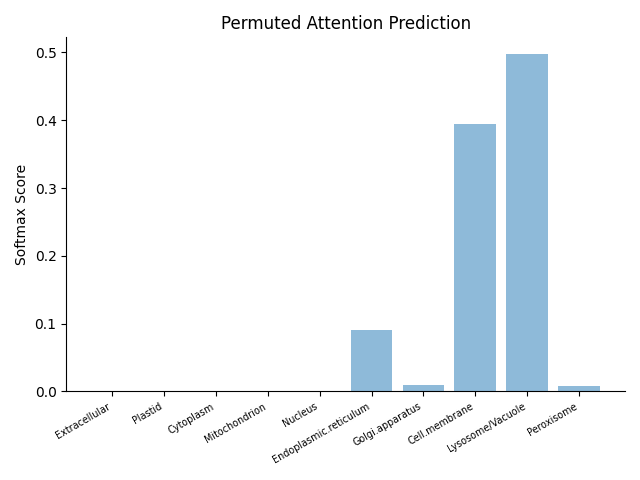 Permuted Attention Prediction
Softmax Score
0.5
0.4
0.3
0.2
0.1
0.0
Extracellular
Plastid
Cytoplasm
Mitochondrion
Nucleus
Endoplasmic.reticulum
Golgi.apparatus
Cell.membrane
Lysosome/Vacuole
Peroxisome